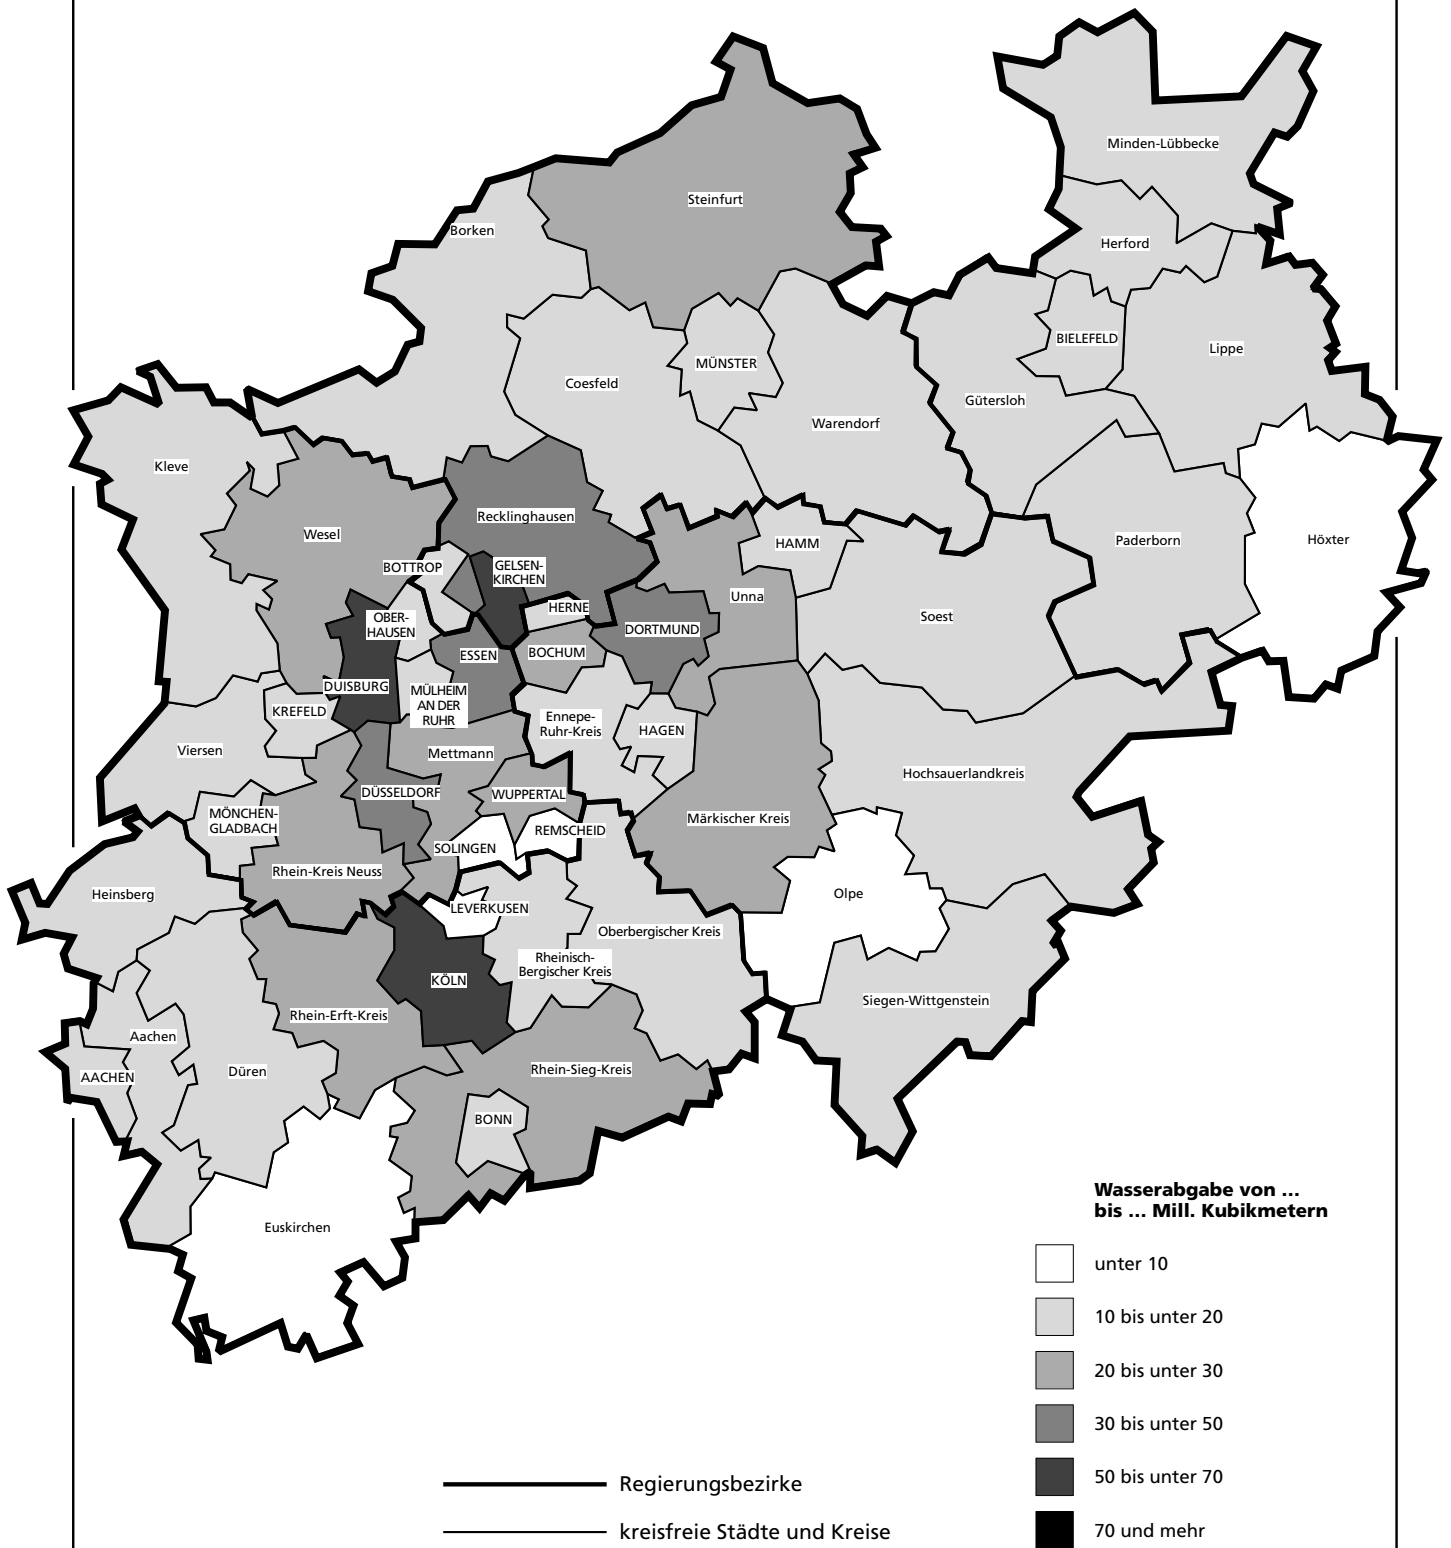 Minden-Lübbecke
Steinfurt
Borken
Herford
BIELEFELD
Lippe
MÜNSTER
Coesfeld
Gütersloh
Warendorf
Kleve
Recklinghausen
Wesel
HAMM
Paderborn
Höxter
BOTTROP
GELSEN-
KIRCHEN
Unna
HERNE
Soest
OBER-
HAUSEN
DORTMUND
ESSEN
BOCHUM
DUISBURG
MÜLHEIM
AN DER
RUHR
KREFELD
Ennepe-
Ruhr-Kreis
HAGEN
Viersen
Mettmann
Hochsauerlandkreis
DÜSSELDORF
WUPPERTAL
MÖNCHEN-
GLADBACH
Märkischer Kreis
REMSCHEID
SOLINGEN
Rhein-Kreis Neuss
Heinsberg
Olpe
LEVERKUSEN
Oberbergischer Kreis
Rheinisch-
Bergischer Kreis
KÖLN
Siegen-Wittgenstein
Rhein-Erft-Kreis
Aachen
Düren
Rhein-Sieg-Kreis
AACHEN
BONN
Euskirchen
Wasserabgabe von ...
bis ... Mill. Kubikmetern
unter 10
10 bis unter 20
20 bis unter 30
30 bis unter 50
50 bis unter 70
70 und mehr
Regierungsbezirke
kreisfreie Städte und Kreise